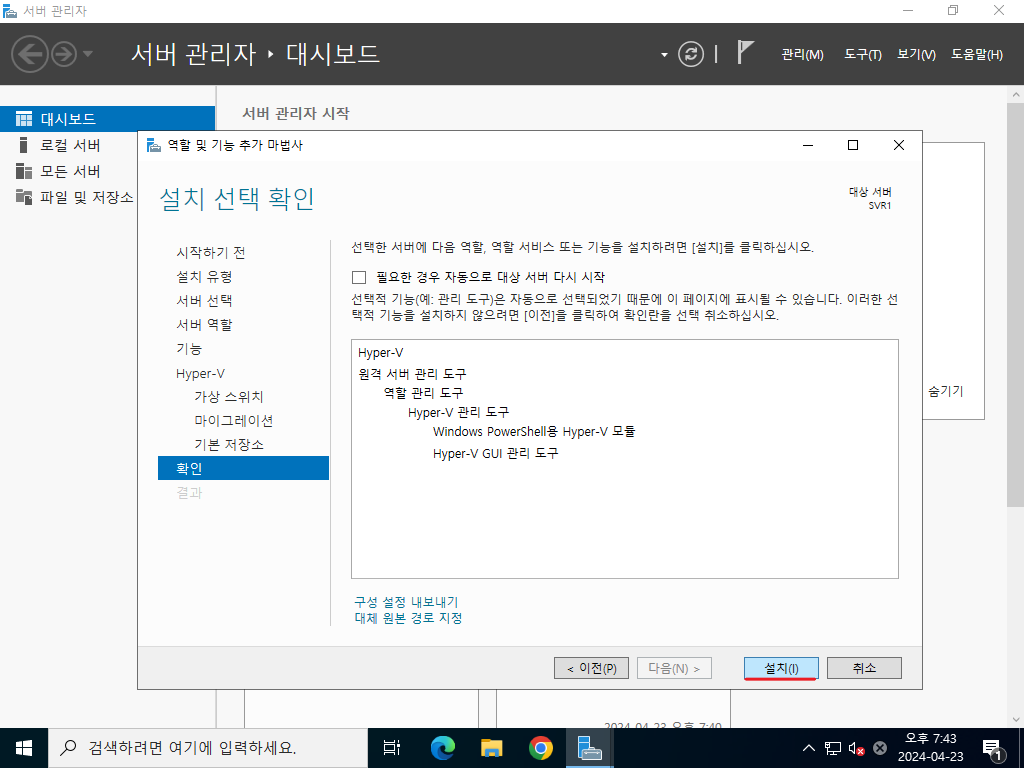 서버 관리자
서버 관리자 ‣ 대시보드
관리(M) 도구(T) 보기(V) 도움말(H)
대시보드
로컬 서버
모든 서버
파일 및 저장소
서버 관리자 시작
숨기기
역할 및 기능 추가 마법사
설치 선택 확인
대상 서버
SVR1
시작하기 전
설치 유형
서버 선택
서버 역할
기능
Hyper-V
가상 스위치
마이그레이션
기본 저장소
확인
결과
선택한 서버에 다음 역할, 역할 서비스 또는 기능을 설치하려면 [설치]를 클릭하십시오.
필요한 경우 자동으로 대상 서버 다시 시작
선택적 기능(예: 관리 도구)은 자동으로 선택되었기 때문에 이 페이지에 표시될 수 있습니다. 이러한 선
택적 기능을 설치하지 않으려면 [이전]을 클릭하여 확인란을 선택 취소하십시오.
Hyper-V
원격 서버 관리 도구
역할 관리 도구
Hyper-V 관리 도구
Windows PowerShell용 Hyper-V 모듈
Hyper-V GUI 관리 도구
구성 설정 내보내기
대체 원본 경로 지정
< 이전(P) 다음(N) > 설치(I) 취소
2024-04-23 오후 7:40
검색하려면 여기에 입력하세요.
오후 7:43
2024-04-23
1